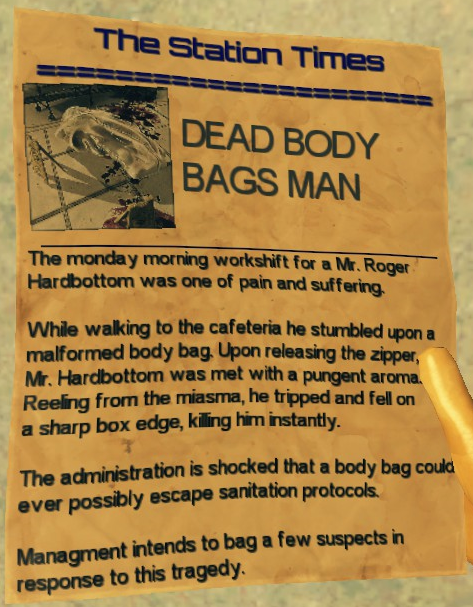 The Station Times
=========================
DEAD BODY
BAGS MAN
The monday morning workshift for a Mr. Roger
Hardbottom was one of pain and suffering.
While walking to the cafeteria he stumbled upon a
malformed body bag. Upon releasing the zipper,
Mr. Hardbottom was met with a pungent aroma.
Reeling from the miasma, he tripped and fell on
a sharp box edge, killing him instantly.
The administration is shocked that a body bag could
ever possibly escape sanitation protocols.
Managment intends to bag a few suspects in
response to this tragedy.